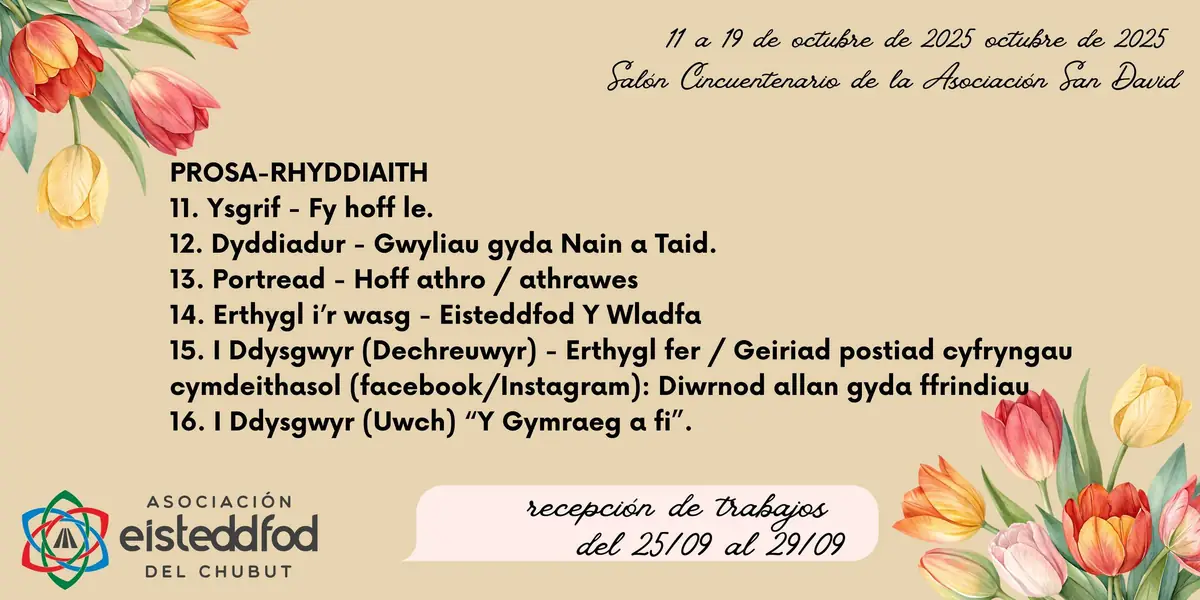 11 a 19 de octubre de 2025 octubre de 2025
Salón Cincuentenario de la Asociación San David
PROSA-RHYDDIAITH
11. Ysgrif - Fy hoff le.
12. Dyddiadur - Gwyliau gyda Nain a Taid.
13. Portread - Hoff athro / athrawes
14. Erthygl i’r wasg - Eisteddfod Y Wladfa
15. I Ddysgwyr (Dechreuwyr) - Erthygl fer / Geiriad postiad cyfryngau
cymdeithasol (facebook/Instagram): Diwrnod allan gyda ffrindiau
16. I Ddysgwyr (Uwch) “Y Gymraeg a fi”.
ASOCIACIÓN
eisteddfod
DEL CHUBUT
recepción de trabajos
del 25/09 al 29/09